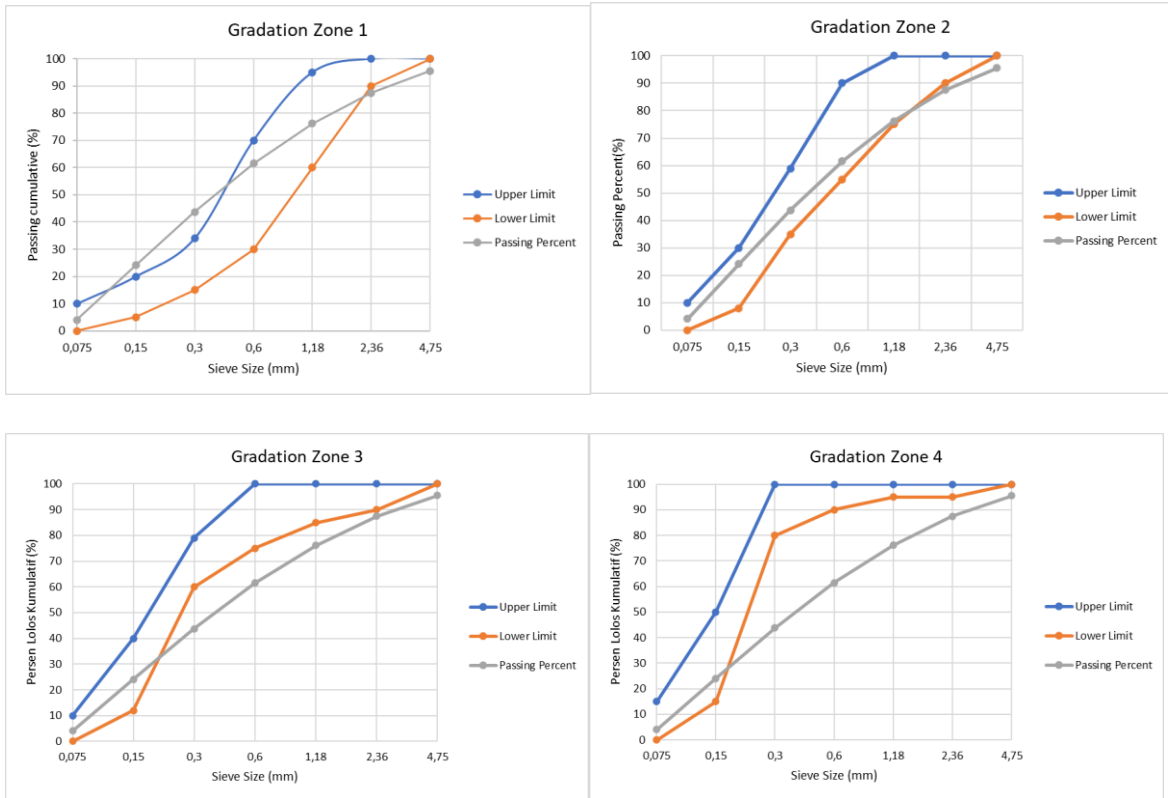 Gradation Zone 1
Passing cumulative (%)
100
90
80
70
60
50
40
30
20
10
0
0,075 0,15 0,3 0,6 1,18 2,36 4,75
Sieve Size (mm)
Upper Limit
Lower Limit
Passing Percent
Gradation Zone 2
Passing Percent(%)
100
90
80
70
60
50
40
30
20
10
0
0,075 0,15 0,3 0,6 1,18 2,36 4,75
Sieve Size (mm)
Upper Limit
Lower Limit
Passing Percent
Gradation Zone 3
Persen Lolos Kumulatif (%)
100
90
80
70
60
50
40
30
20
10
0
0,075 0,15 0,3 0,6 1,18 2,36 4,75
Sieve Size (mm)
Upper Limit
Lower Limit
Passing Percent
Gradation Zone 4
Persen Lolos Kumulatif (%)
100
90
80
70
60
50
40
30
20
10
0
0,075 0,15 0,3 0,6 1,18 2,36 4,75
Sieve Size (mm)
Upper Limit
Lower Limit
Passing Percent